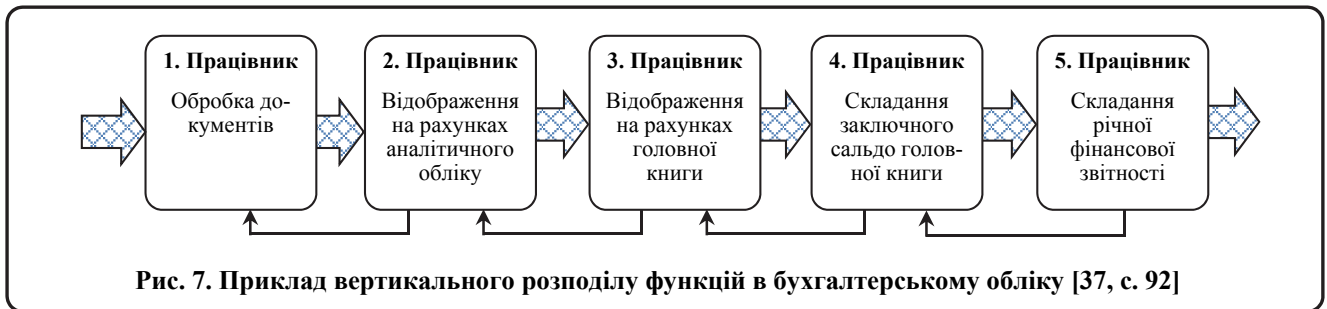 1. Працівник
Обробка до-
кументів
2. Працівник
Відображення
на рахунках
аналітичного
обліку
3. Працівник
Відображення
на рахунках
головної
книги
4. Працівник
Складання
заключного
сальдо голов-
ної книги
5. Працівник
Складання
річної
фінансової
звітності
Рис. 7. Приклад вертикального розподілу функцій в бухгалтерському обліку [37, с. 92]